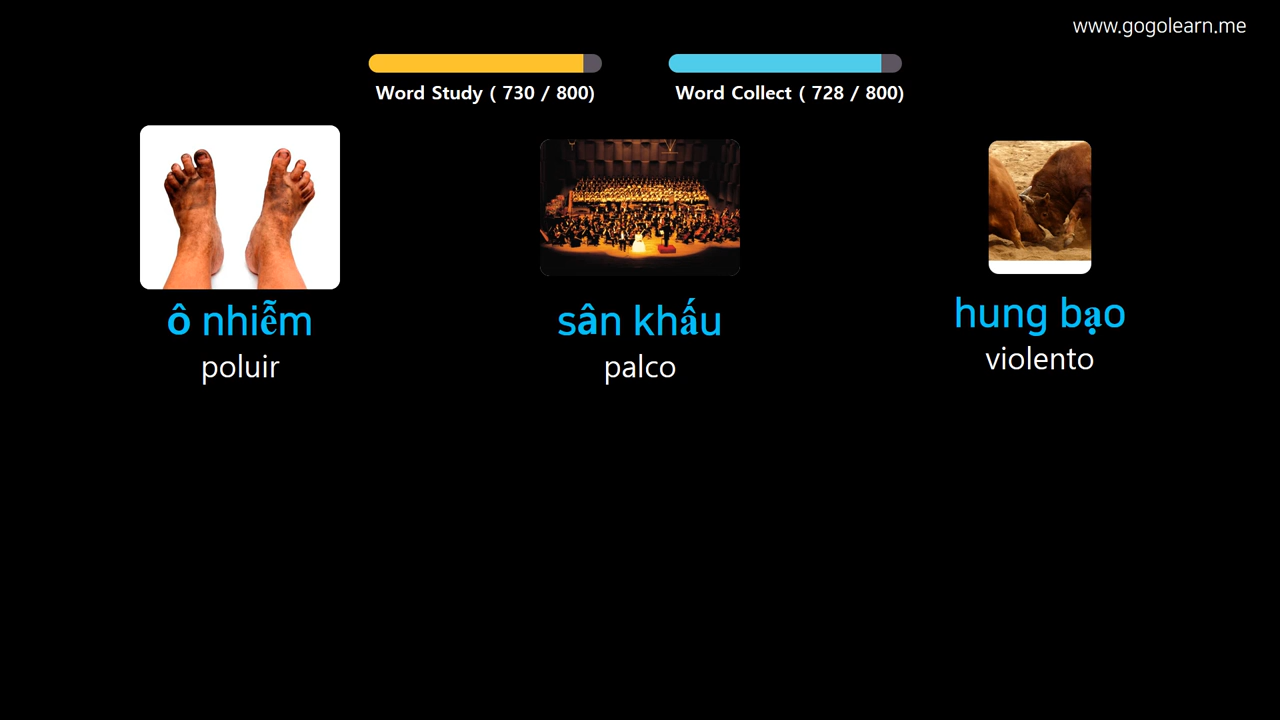 www.gogolearn.me
Word Study ( 730 / 800)
Word Collect ( 728 / 800)
ô nhiễm
poluir
sân khấu
palco
hung bạo
violento